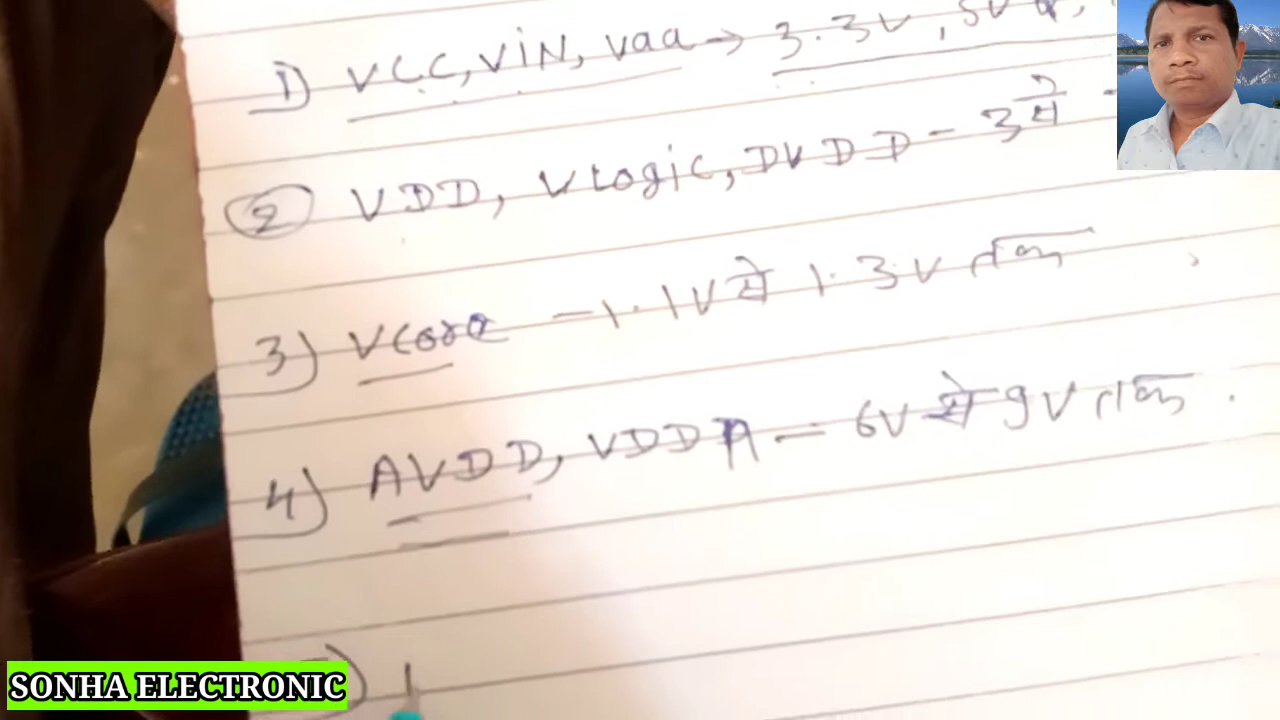 1) VCC, VIN, Vaa → 3.3V, 5V
2 VDD, VLogic, DVDD - 3
3) Vcore - 1.1V से 1.3V तक
4) AVDD, VDDA - 6V से 9V तक.
SONHA ELECTRONIC